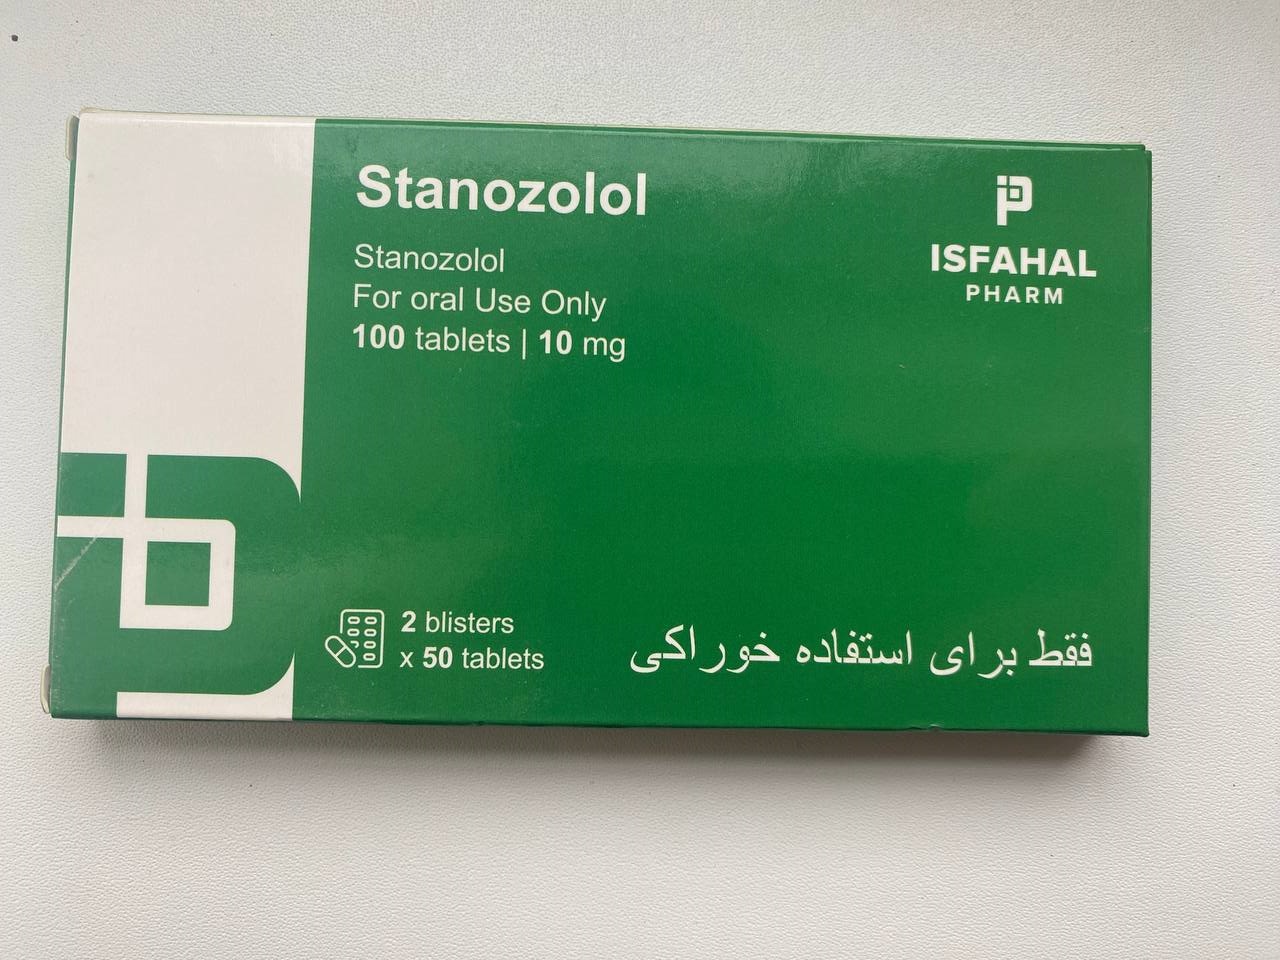 Stanozolol
Stanozolol
For oral Use Only
100 tablets | 10 mg
ISFAHAL
PHARM
2 blisters
x 50 tablets
فقط برای استفاده خوراکی